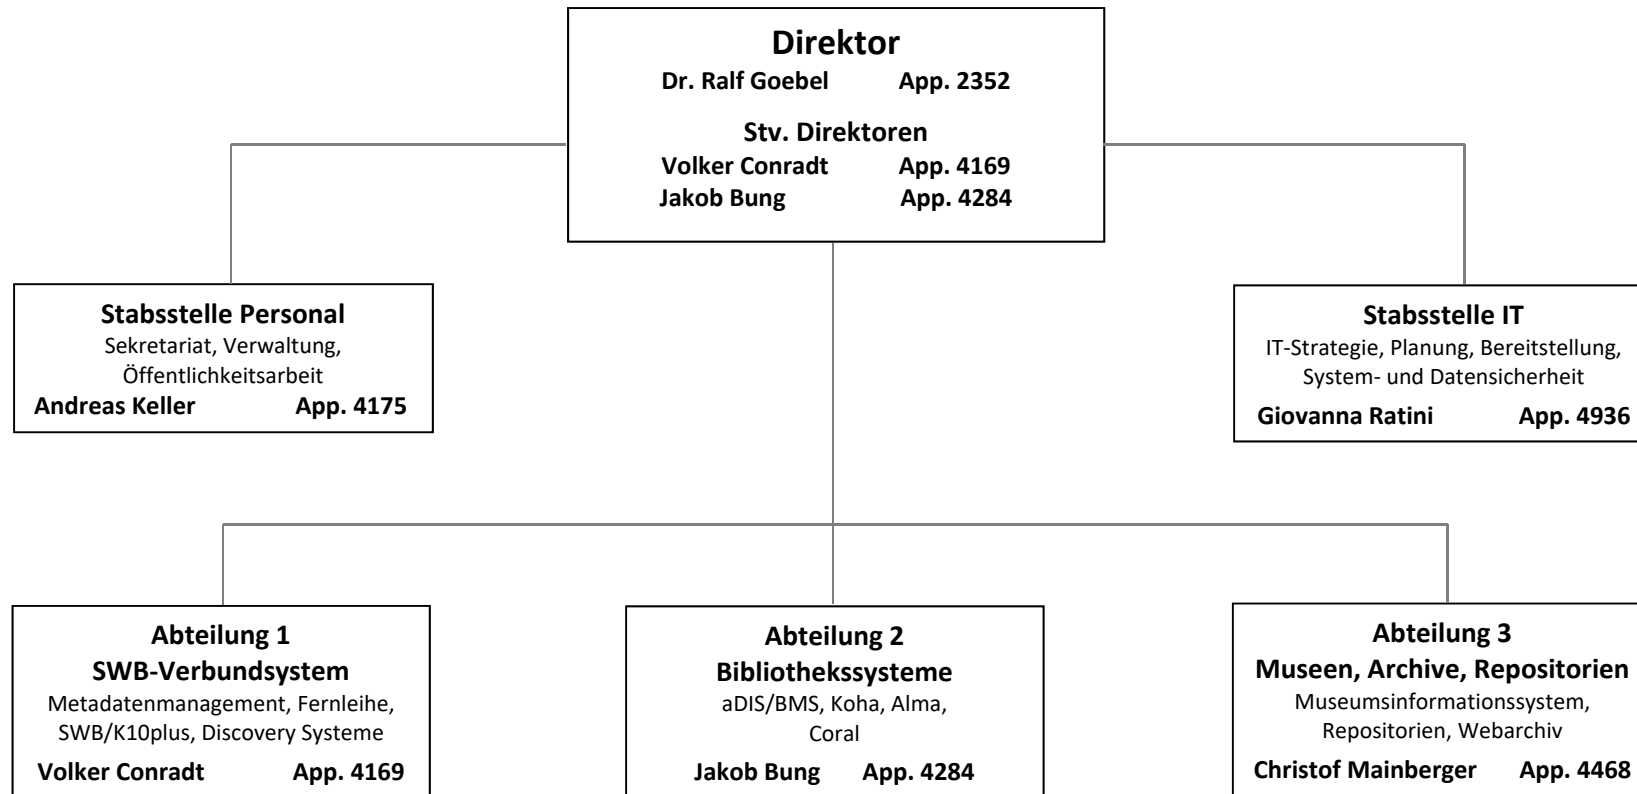 Direktor
Dr. Ralf Goebel App. 2352
Stv. Direktoren
Volker Conradt App. 4169
Jakob Bung App. 4284
Stabsstelle Personal
Sekretariat, Verwaltung,
Öffentlichkeitsarbeit
Andreas Keller App. 4175
Stabsstelle IT
IT-Strategie, Planung, Bereitstellung,
System- und Datensicherheit
Giovanna Ratini App. 4936
Abteilung 1
SWB-Verbundsystem
Metadatenmanagement, Fernleihe,
SWB/K10plus, Discovery Systeme
Volker Conradt App. 4169
Abteilung 2
Bibliothekssysteme
aDIS/BMS, Koha, Alma,
Coral
Jakob Bung App. 4284
Abteilung 3
Museen, Archive, Repositorien
Museumsinformationssystem,
Repositorien, Webarchiv
Christof Mainberger App. 4468